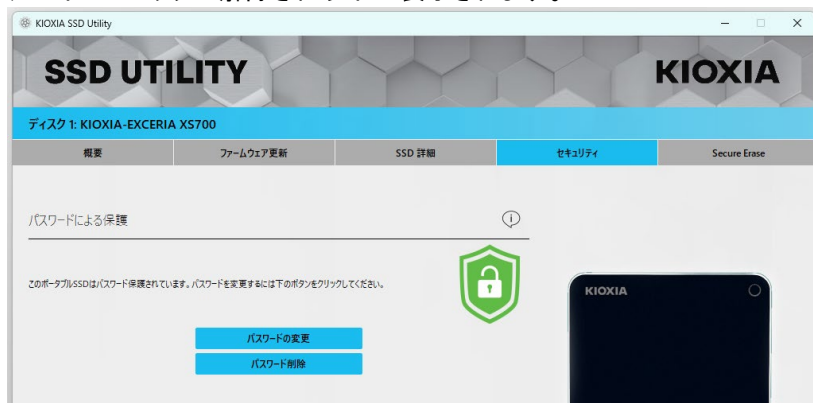 KIOXIA SSD Utility
SSD UTILITY
KIOXIA
ディスク 1: KIOXIA-EXCERIA XS700
概要
ファームウェア更新
SSD 詳細
セキュリティ
Secure Erase
パスワードによる保護
このポータブルSSDはパスワード保護されています。パスワードを変更するには下のボタンをクリックしてください。
KIOXIA
パスワードの変更
パスワード削除